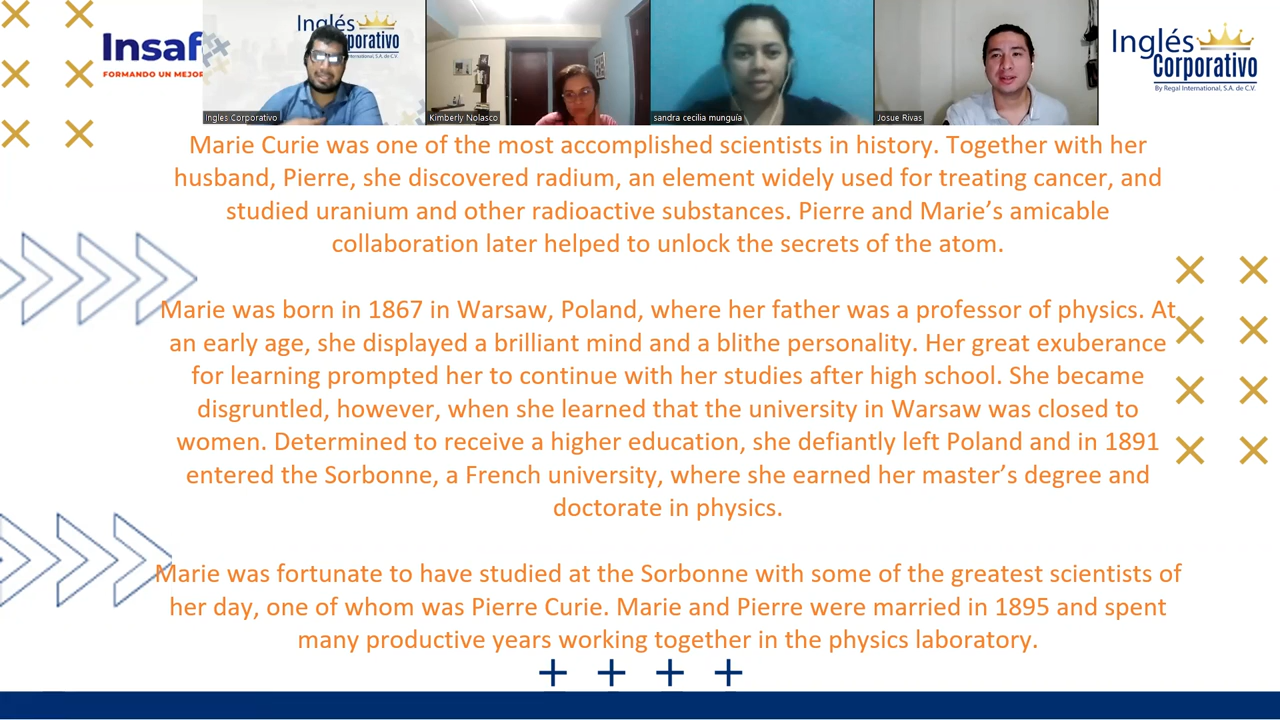 Insaf
FORMANDO UN MEJOR
Inglés
Corporativo
By Regal International, S.A. de C.V.
Ingles Corporativo
Kimberly Nolasco
sandra cecilia munguía
Josue Rivas
Marie Curie was one of the most accomplished scientists in history. Together with her
husband, Pierre, she discovered radium, an element widely used for treating cancer, and
studied uranium and other radioactive substances. Pierre and Marie’s amicable
collaboration later helped to unlock the secrets of the atom.
Marie was born in 1867 in Warsaw, Poland, where her father was a professor of physics. At
an early age, she displayed a brilliant mind and a blithe personality. Her great exuberance
for learning prompted her to continue with her studies after high school. She became
disgruntled, however, when she learned that the university in Warsaw was closed to
women. Determined to receive a higher education, she defiantly left Poland and in 1891
entered the Sorbonne, a French university, where she earned her master’s degree and
doctorate in physics.
Marie was fortunate to have studied at the Sorbonne with some of the greatest scientists of
her day, one of whom was Pierre Curie. Marie and Pierre were married in 1895 and spent
many productive years working together in the physics laboratory.